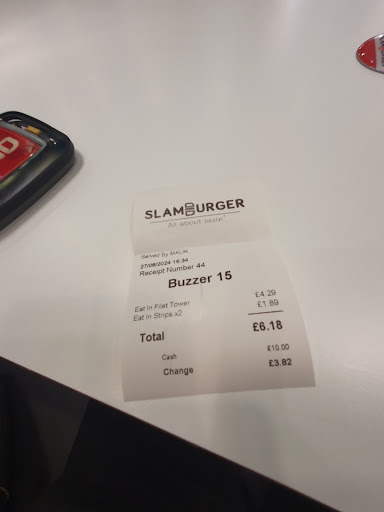 SLAMBURGER
All about taste
Served By MALIK
27/08/2024 16:34
Receipt Number 44
Buzzer 15
Eat In Filet Tower £4.29
Eat In Strips x2 £1.89
Total £6.18
Cash £10.00
Change £3.82